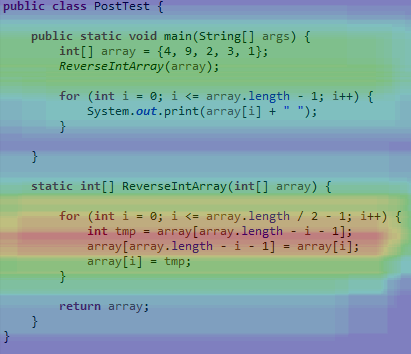 public class PostTest {
public static void main(String[] args) {
int[] array = {4, 9, 2, 3, 1};
ReverseIntArray(array);
for (int i = 0; i <= array.length - 1; i++) {
System.out.print(array[i] + " ");
}
}
static int[] ReverseIntArray(int[] array) {
for (int i = 0; i <= array.length / 2 - 1; i++) {
int tmp = array[array.length - i - 1];
array[array.length - i - 1] = array[i];
array[i] = tmp;
}
return array;
}
}